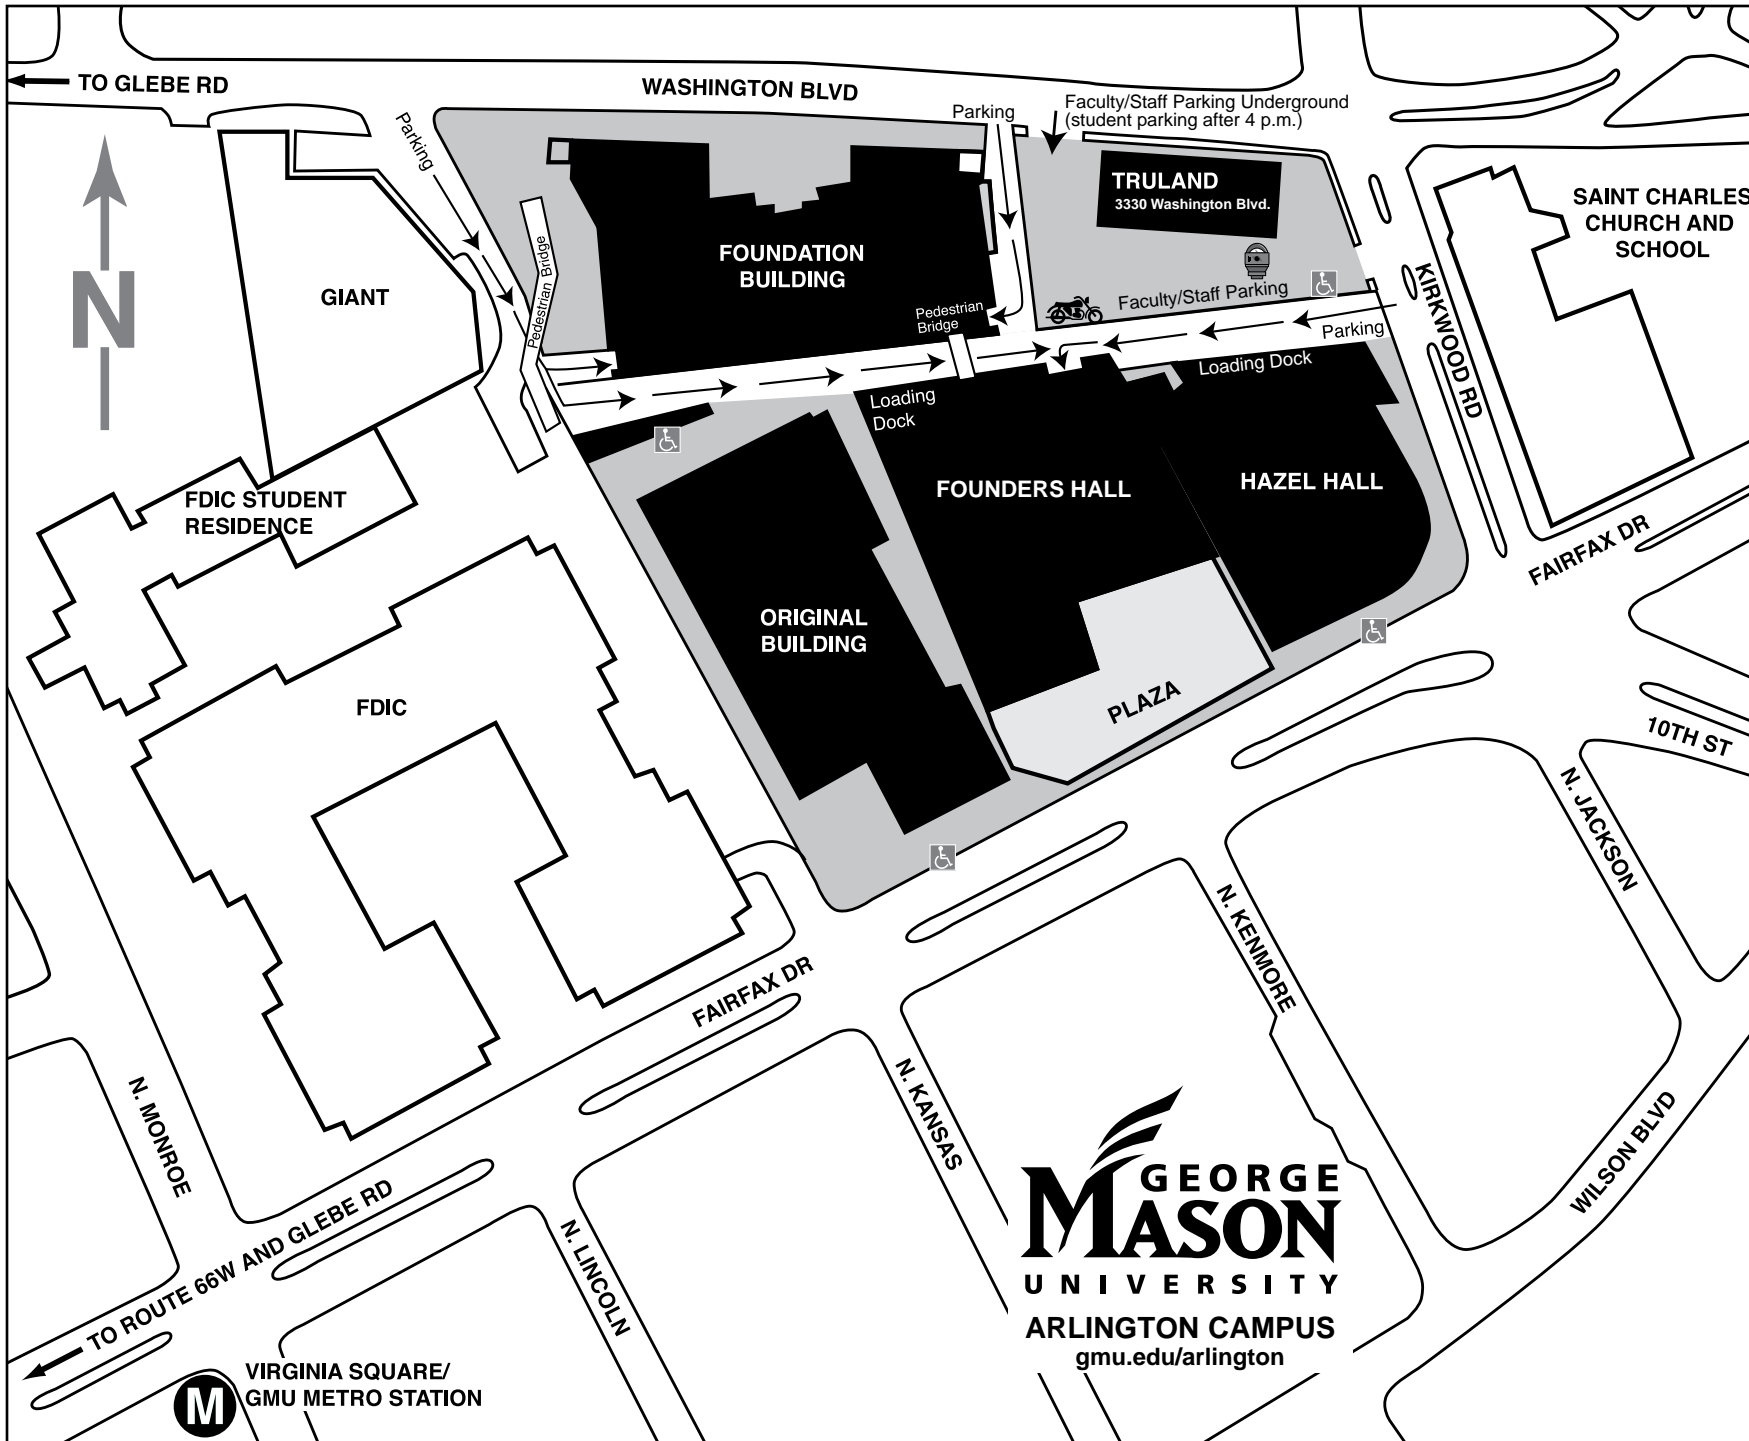 TO GLEBE RD
WASHINGTON BLVD
Parking
Parking
Faculty/Staff Parking Underground
(student parking after 4 p.m.)
TRULAND
3330 Washington Blvd.
SAINT CHARLES
CHURCH AND
SCHOOL
N
GIANT
Pedestrian Bridge
FOUNDATION
BUILDING
Pedestrian
Bridge
Faculty/Staff Parking
Parking
KIRKWOOD RD
Loading Dock
Loading
Dock
FDIC STUDENT
RESIDENCE
FOUNDERS HALL
HAZEL HALL
FAIRFAX DR
ORIGINAL
BUILDING
FDIC
PLAZA
10TH ST
N. JACKSON
N. KENMORE
FAIRFAX DR
N. MONROE
N. KANSAS
WILSON BLVD
TO ROUTE 66W AND GLEBE RD
N. LINCOLN
GEORGE
MASON
UNIVERSITY
ARLINGTON CAMPUS
gmu.edu/arlington
M
VIRGINIA SQUARE/
GMU METRO STATION